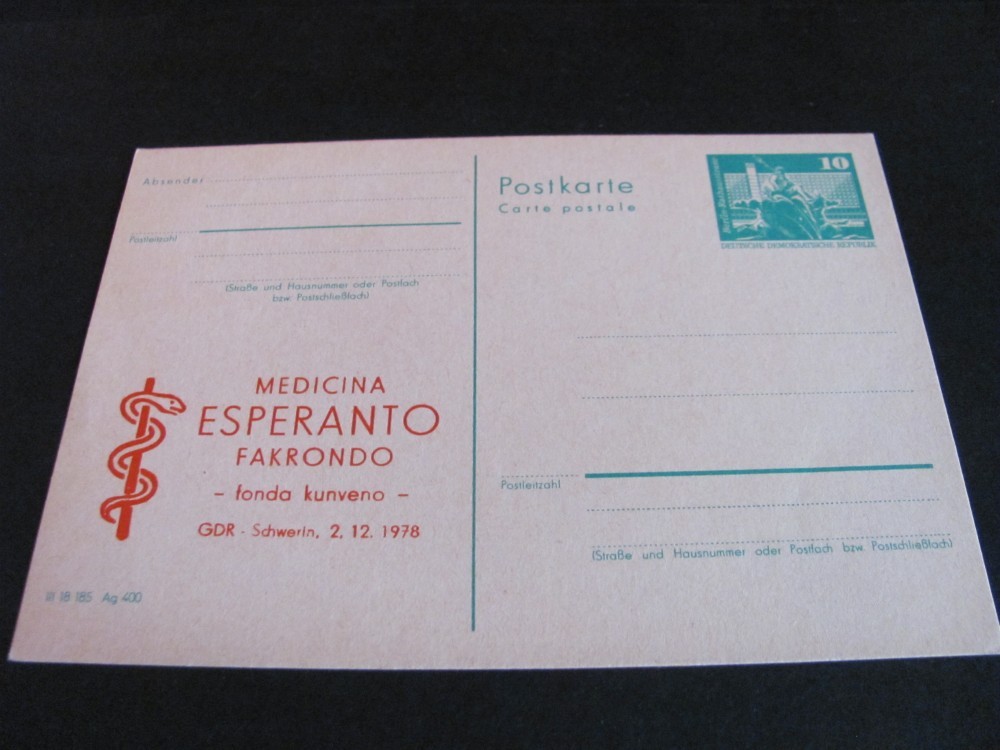 Absender
Postleitzahl
(Straße und Hausnummer oder Postfach
bzw. Postschließfach)
MEDICINA
ESPERANTO
FAKRONDO
– fonda kunveno –
GDR - Schwerin, 2. 12. 1978
III 18 185 Ag 400
Postkarte
Carte postale
10
DEUTSCHE DEMOKRATISCHE REPUBLIK
Postleitzahl
(Straße und Hausnummer oder Postfach bzw. Postschließfach)